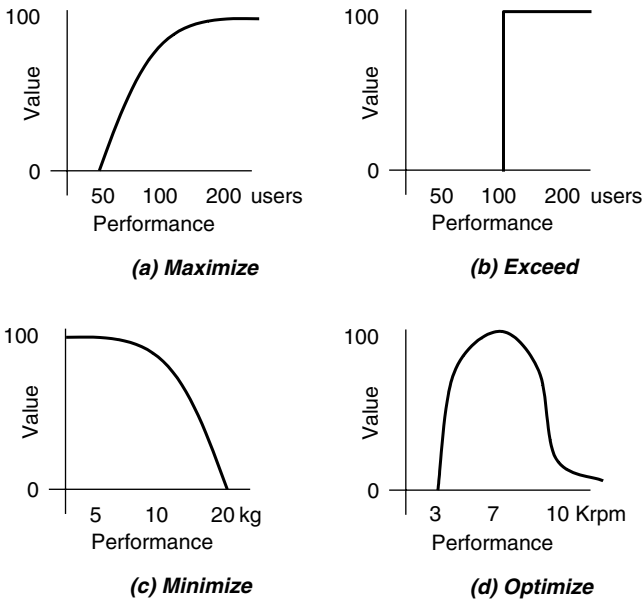 100
Value
0
50 100 200 users
Performance
(a) Maximize
100
Value
0
50 100 200 users
Performance
(b) Exceed
100
Value
0
5 10 20 kg
Performance
(c) Minimize
100
Value
0
3 7 10 Krpm
Performance
(d) Optimize